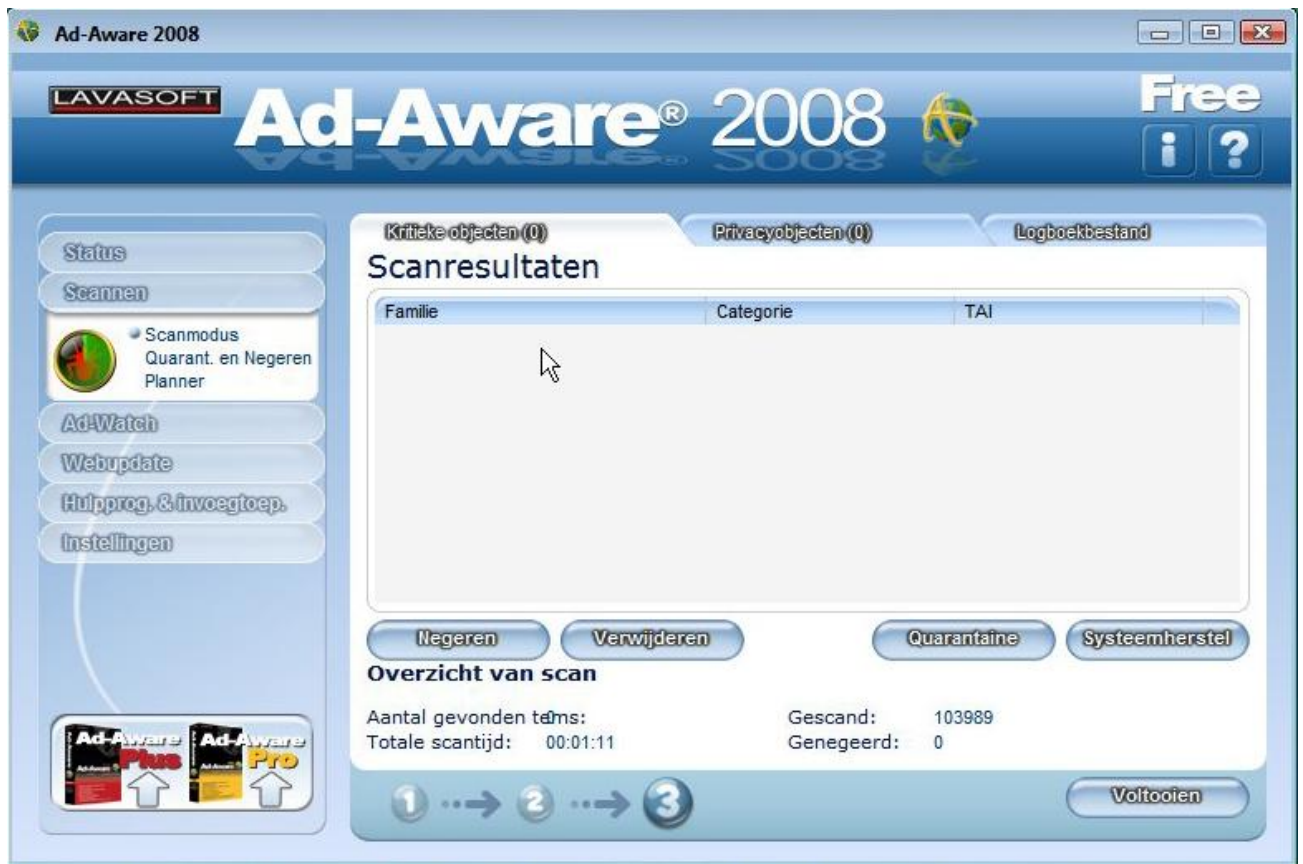 Ad-Aware 2008
LAVASOFT
Ad-Aware® 2008
Free
i ?
Status
Scannen
Scanmodus
Quarant. en Negeren
Planner
Ad-Watch
Webupdate
Hulpprog. & invoegtoep.
Instellingen
Ad-Aware Plus
Ad-Aware Pro
Kritieke objecten (0)
Privacyobjecten (0)
Logboekbestand
Scanresultaten
Familie Categorie TAI
Negeren Verwijderen Quarantaine Systeemherstel
Overzicht van scan
Aantal gevonden tems: 0 Gescand: 103989
Totale scantijd: 00:01:11 Genegeerd: 0
1 2 3
Voltooien